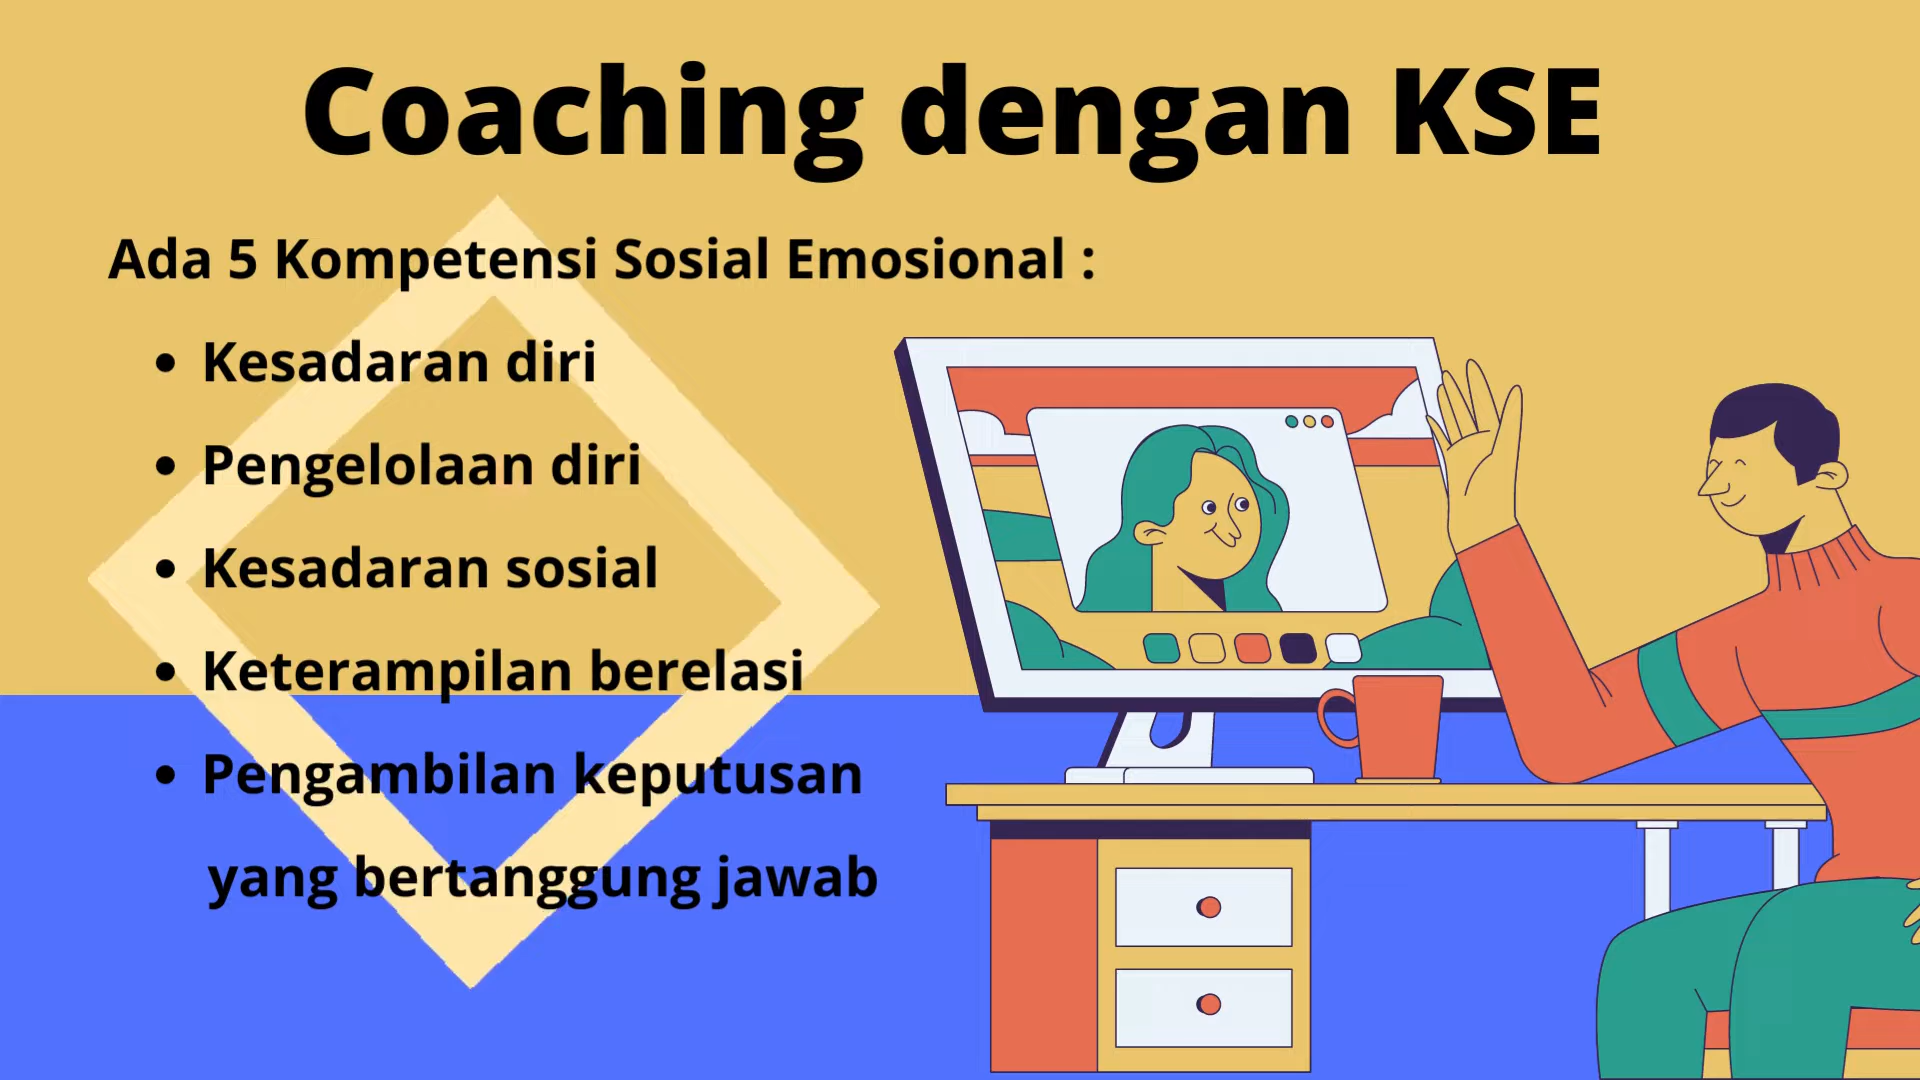 Coaching dengan KSE
Ada 5 Kompetensi Sosial Emosional :
• Kesadaran diri
• Pengelolaan diri
• Kesadaran sosial
• Keterampilan berelasi
• Pengambilan keputusan
yang bertanggung jawab